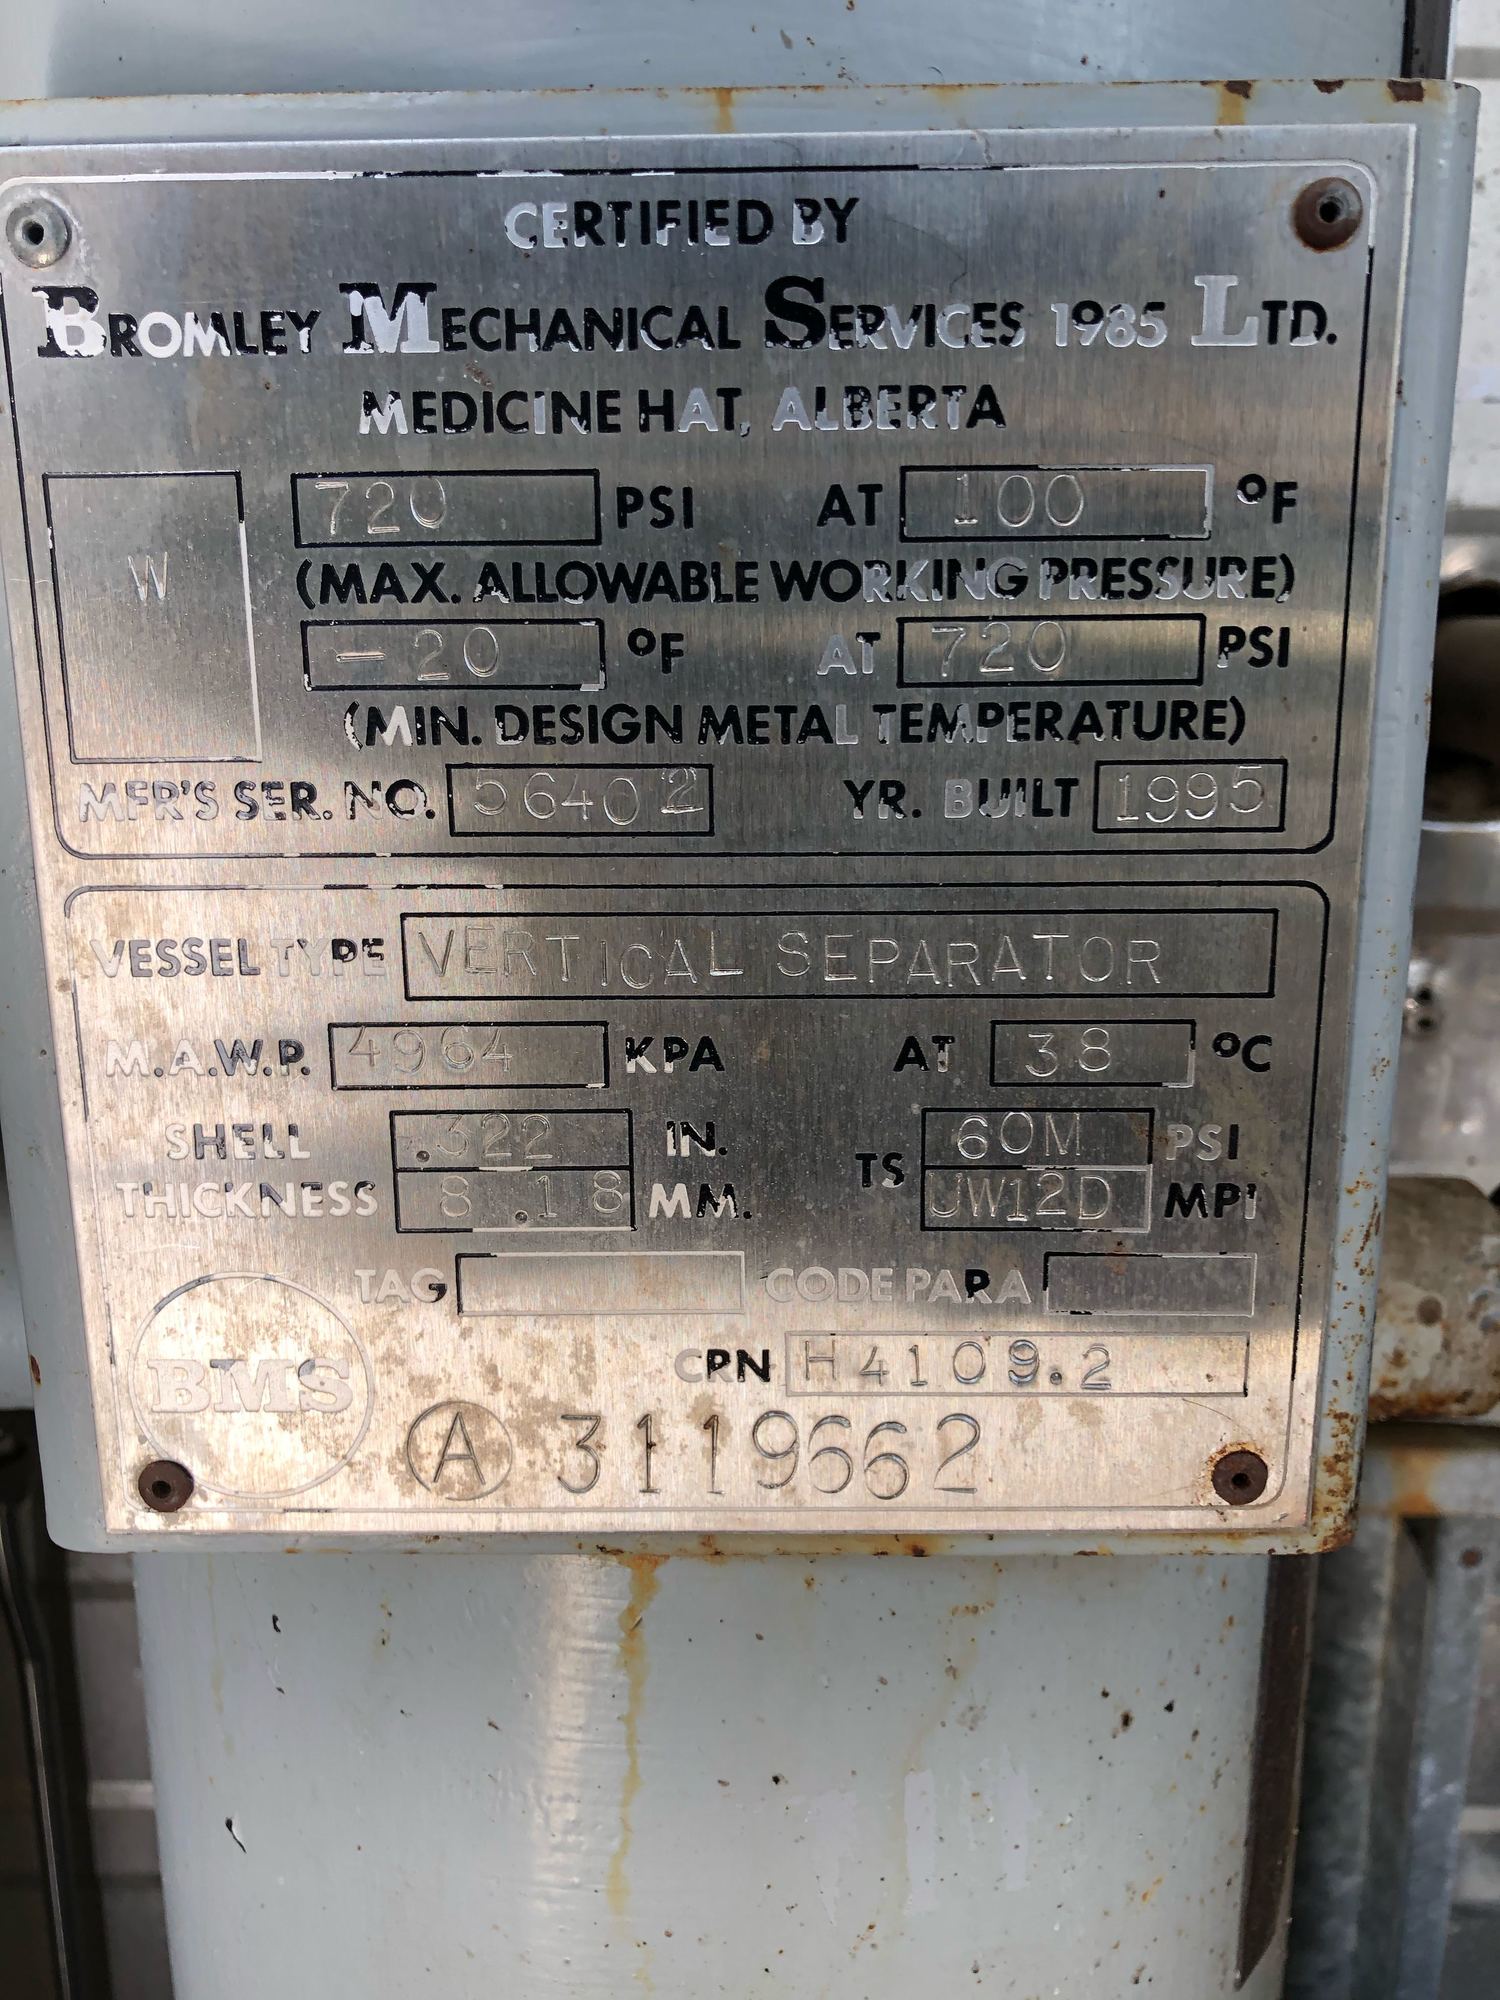 CERTIFIED BY
BROMLEY MECHANICAL SERVICES 1985 LTD.
MEDICINE HAT, ALBERTA
W
720 PSI AT 100 °F
(MAX. ALLOWABLE WORKING PRESSURE)
-20 °F AT 720 PSI
(MIN. DESIGN METAL TEMPERATURE)
MFR'S SER. NO. 56402 YR. BUILT 1995
VESSEL TYPE VERTICAL SEPARATOR
M.A.W.P. 4964 KPA AT 38 °C
SHELL THICKNESS .322 IN. 8.18 MM.
TS 60M PSI UW12D MPI
TAG CODE PARA
CRN H4109.2
BMS
A 3119662